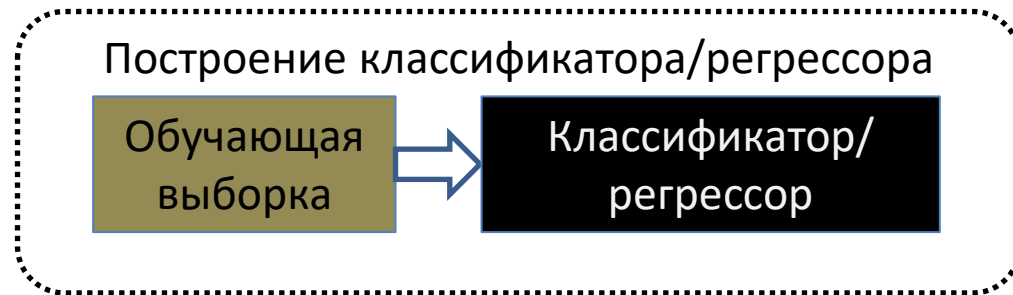 Построение классификатора/регрессора
Обучающая
выборка
Классификатор/
регрессор